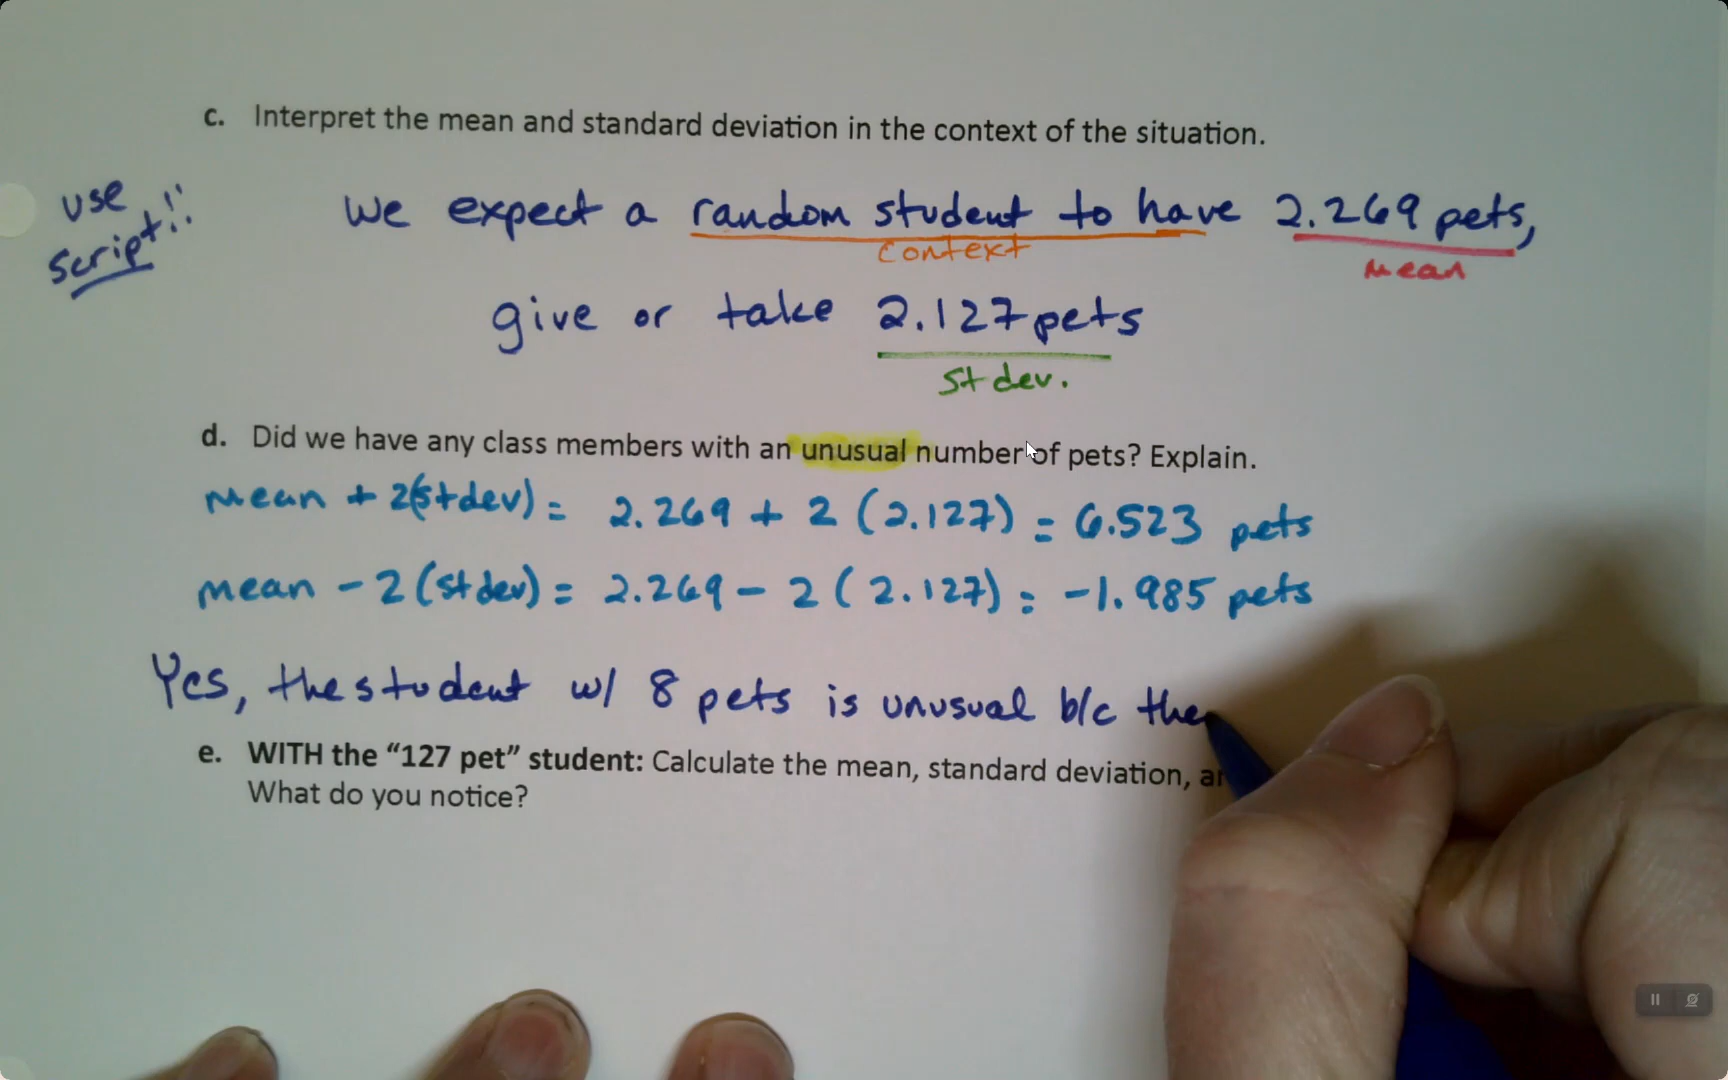 c. Interpret the mean and standard deviation in the context of the situation.
use
script!!
We expect a random student to have 2.269 pets,
context
mean
give or take 2.127 pets
st dev.
d. Did we have any class members with an unusual number of pets? Explain.
mean + 2(stdev) = 2.269 + 2 (2.127) = 6.523 pets
mean - 2 (st dev) = 2.269 - 2 (2.127) = -1.985 pets
Yes, the student w/ 8 pets is unusual b/c the
e. WITH the “127 pet” student: Calculate the mean, standard deviation,
What do you notice?